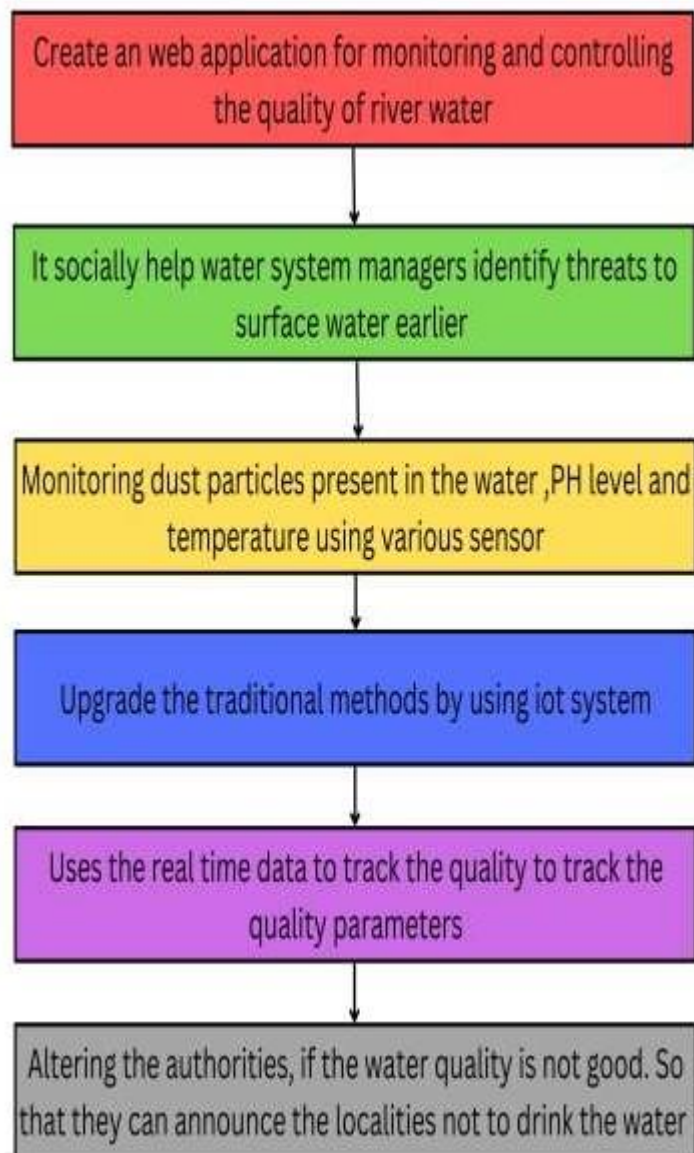 Create an web application for monitoring and controlling
the quality of river water
It socially help water system managers identify threats to
surface water earlier
Monitoring dust particles present in the water ,PH level and
temperature using various sensor
Upgrade the traditional methods by using iot system
Uses the real time data to track the quality to track the
quality parameters
Altering the authorities, if the water quality is not good. So
that they can announce the localities not to drink the water